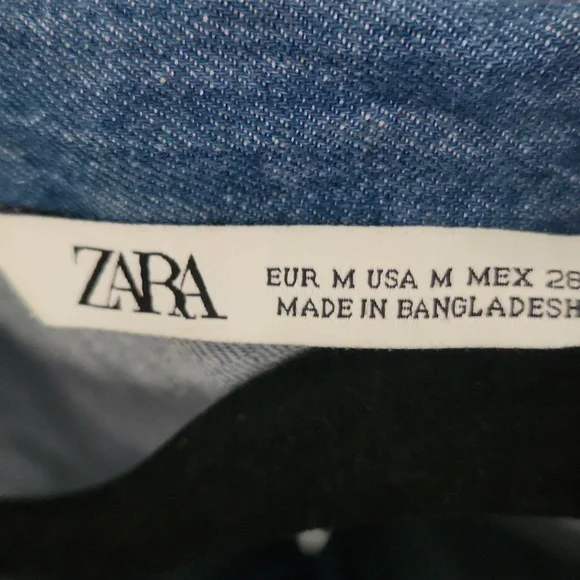 ZARA
EUR M USA M MEX 28
MADE IN BANGLADESH